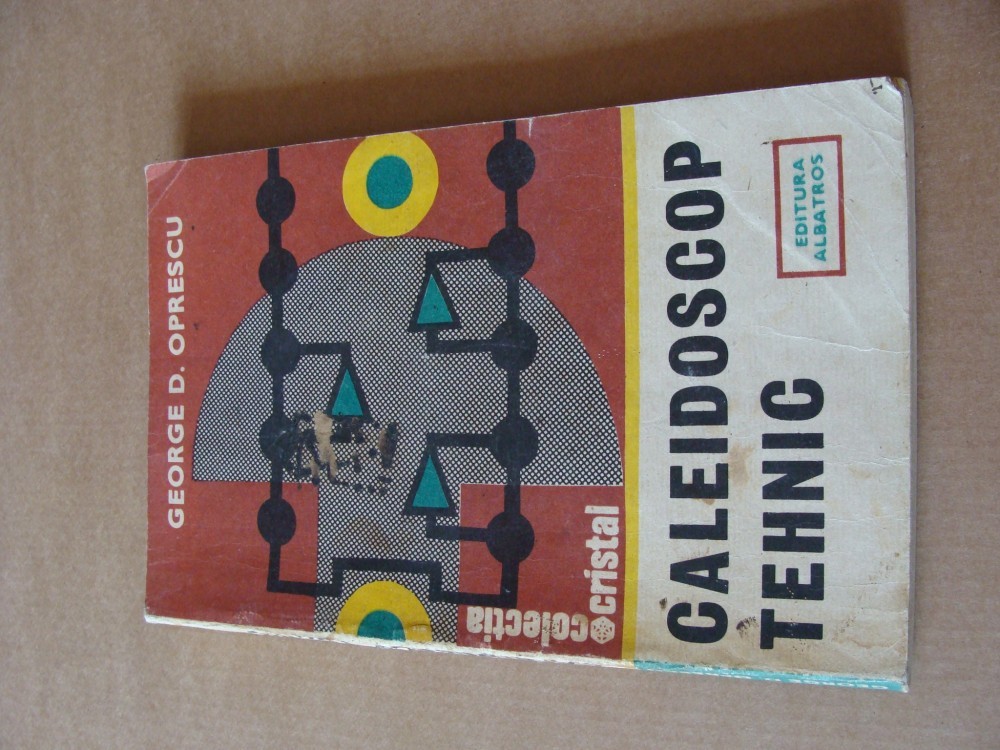 GEORGE D. OPRESCU
colecția
cristal
CALEIDOSCOP
TEHNIC
EDITURA
ALBATROS